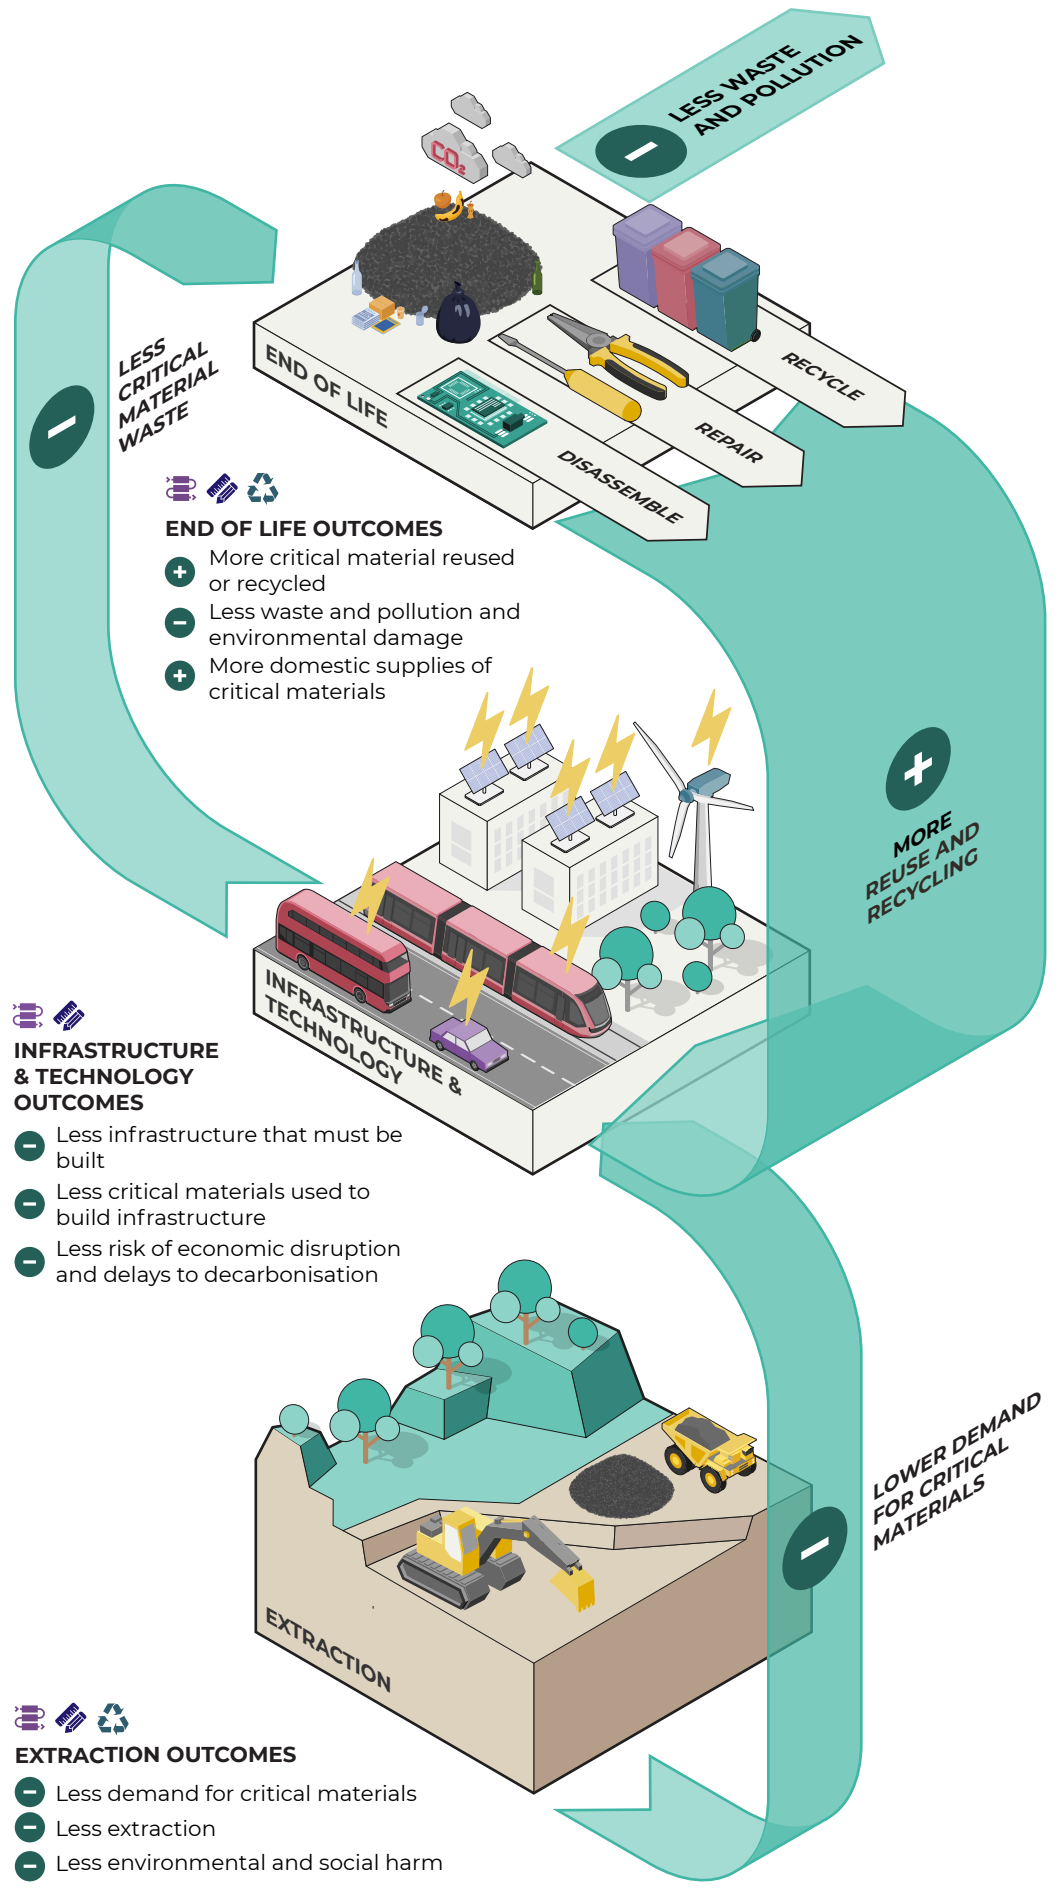 LESS WASTE
AND POLLUTION
CO₂
LESS
CRITICAL
MATERIAL
WASTE
END OF LIFE
RECYCLE
REPAIR
DISASSEMBLE
END OF LIFE OUTCOMES
More critical material reused
or recycled
Less waste and pollution and
environmental damage
More domestic supplies of
critical materials
MORE
REUSE AND
RECYCLING
INFRASTRUCTURE &
TECHNOLOGY
INFRASTRUCTURE
& TECHNOLOGY
OUTCOMES
Less infrastructure that must be
built
Less critical materials used to
build infrastructure
Less risk of economic disruption
and delays to decarbonisation
LOWER DEMAND
FOR CRITICAL
MATERIALS
EXTRACTION
EXTRACTION OUTCOMES
Less demand for critical materials
Less extraction
Less environmental and social harm